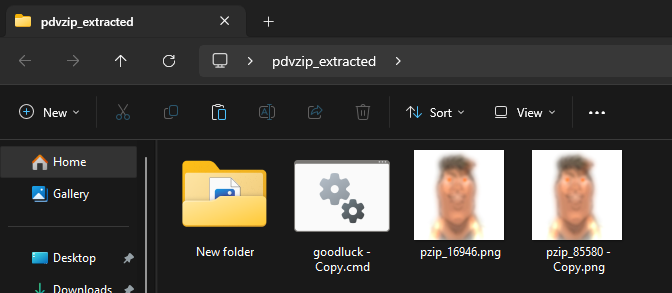 pdvzip_extracted
pdvzip_extracted
New
Sort
View
Home
Gallery
Desktop
Downloads
New folder
goodluck -
Copy.cmd
pzip_16946.png
pzip_85580 -
Copy.png